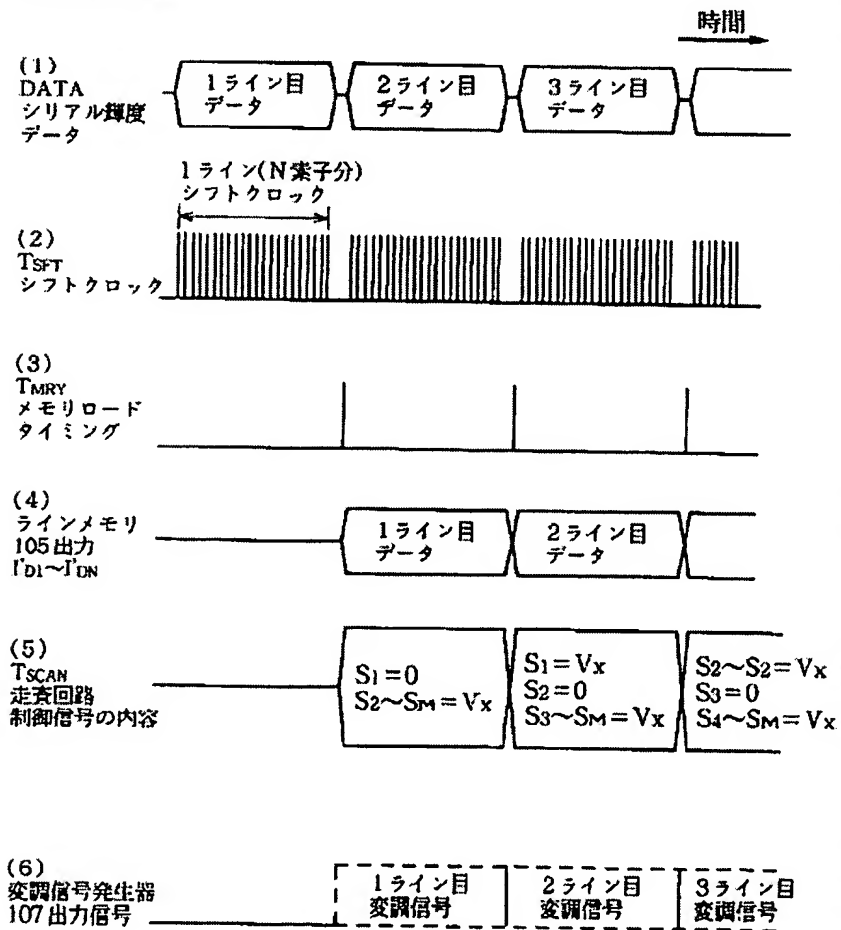 時間
(1)
DATA
シリアル輝度
データ
1ライン目
データ
2ライン目
データ
3ライン目
データ
1ライン(N素子分)
シフトクロック
(2)
TSFT
シフトクロック
(3)
TMRY
メモリロード
タイミング
(4)
ラインメモリ
105出力
I'D1~I'DN
1ライン目
データ
2ライン目
データ
(5)
TSCAN
走査回路
制御信号の内容
S1=0
S2~SM=Vx
S1=Vx
S2=0
S3~SM=Vx
S2~S2=Vx
S3=0
S4~SM=Vx
(6)
変調信号発生器
107出力信号
1ライン目
変調信号
2ライン目
変調信号
3ライン目
変調信号